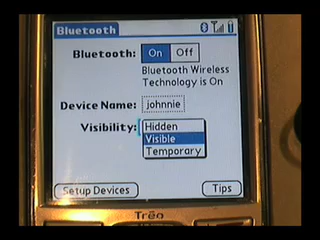 Bluetooth
Bluetooth: On Off
Bluetooth Wireless
Technology is On
Device Name: johnnie
Visibility: Hidden
Visible
Temporary
Setup Devices Tips
Treo